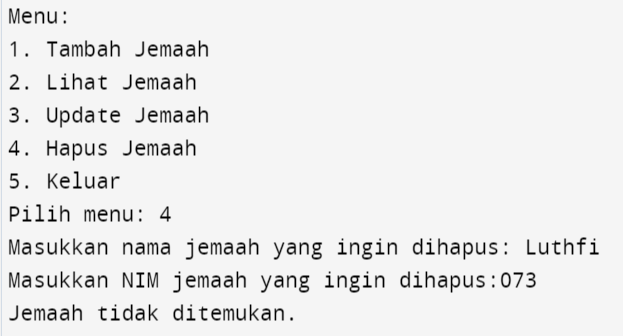 Menu:
1. Tambah Jemaah
2. Lihat Jemaah
3. Update Jemaah
4. Hapus Jemaah
5. Keluar
Pilih menu: 4
Masukkan nama jemaah yang ingin dihapus: Luthfi
Masukkan NIM jemaah yang ingin dihapus:073
Jemaah tidak ditemukan.